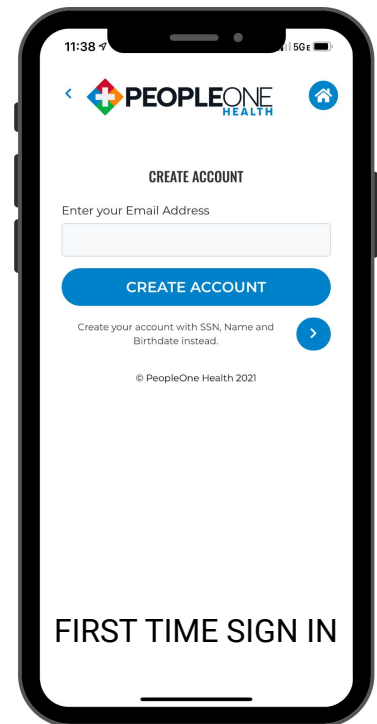 11:38
5GE
PEOPLEONE
HEALTH
CREATE ACCOUNT
Enter your Email Address
CREATE ACCOUNT
Create your account with SSN, Name and
Birthdate instead.
© PeopleOne Health 2021
FIRST TIME SIGN IN